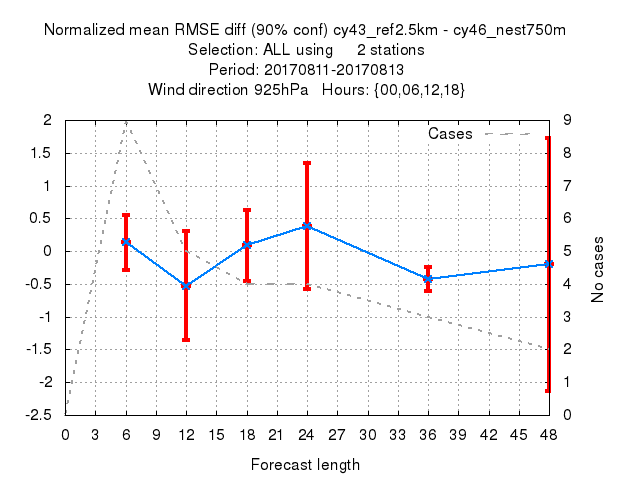 Normalized mean RMSE diff (90% conf) cy43_ref2.5km - cy46_nest750m
Selection: ALL using 2 stations
Period: 20170811-20170813
Wind direction 925hPa Hours: {00,06,12,18}
Cases
2
1.5
1
0.5
0
-0.5
-1
-1.5
-2
-2.5
9
8
7
6
5
4
3
2
1
0
No cases
0 3 6 9 12 15 18 21 24 27 30 33 36 39 42 45 48
Forecast length